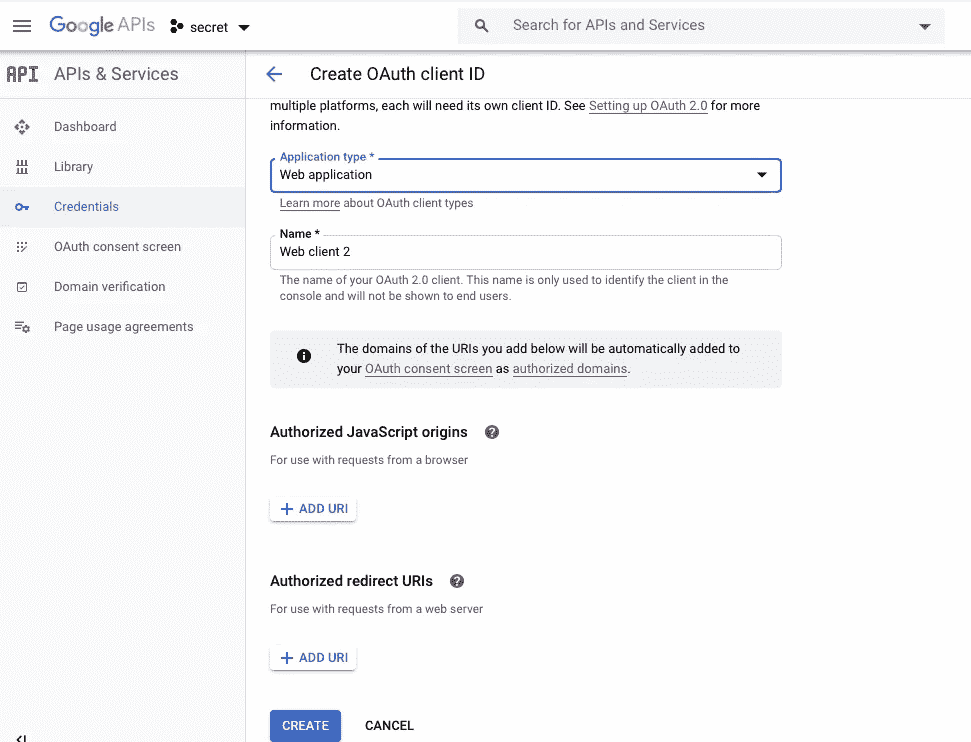 Google APIs
secret
Search for APIs and Services
API APIs & Services
Create OAuth client ID
Dashboard
Library
Credentials
OAuth consent screen
Domain verification
Page usage agreements
multiple platforms, each will need its own client ID. See Setting up OAuth 2.0 for more
information.
Application type *
Web application
Learn more about OAuth client types
Name *
Web client 2
The name of your OAuth 2.0 client. This name is only used to identify the client in the
console and will not be shown to end users.
The domains of the URIs you add below will be automatically added to
your OAuth consent screen as authorized domains.
Authorized JavaScript origins
For use with requests from a browser
+ ADD URI
Authorized redirect URIs
For use with requests from a web server
+ ADD URI
CREATE
CANCEL